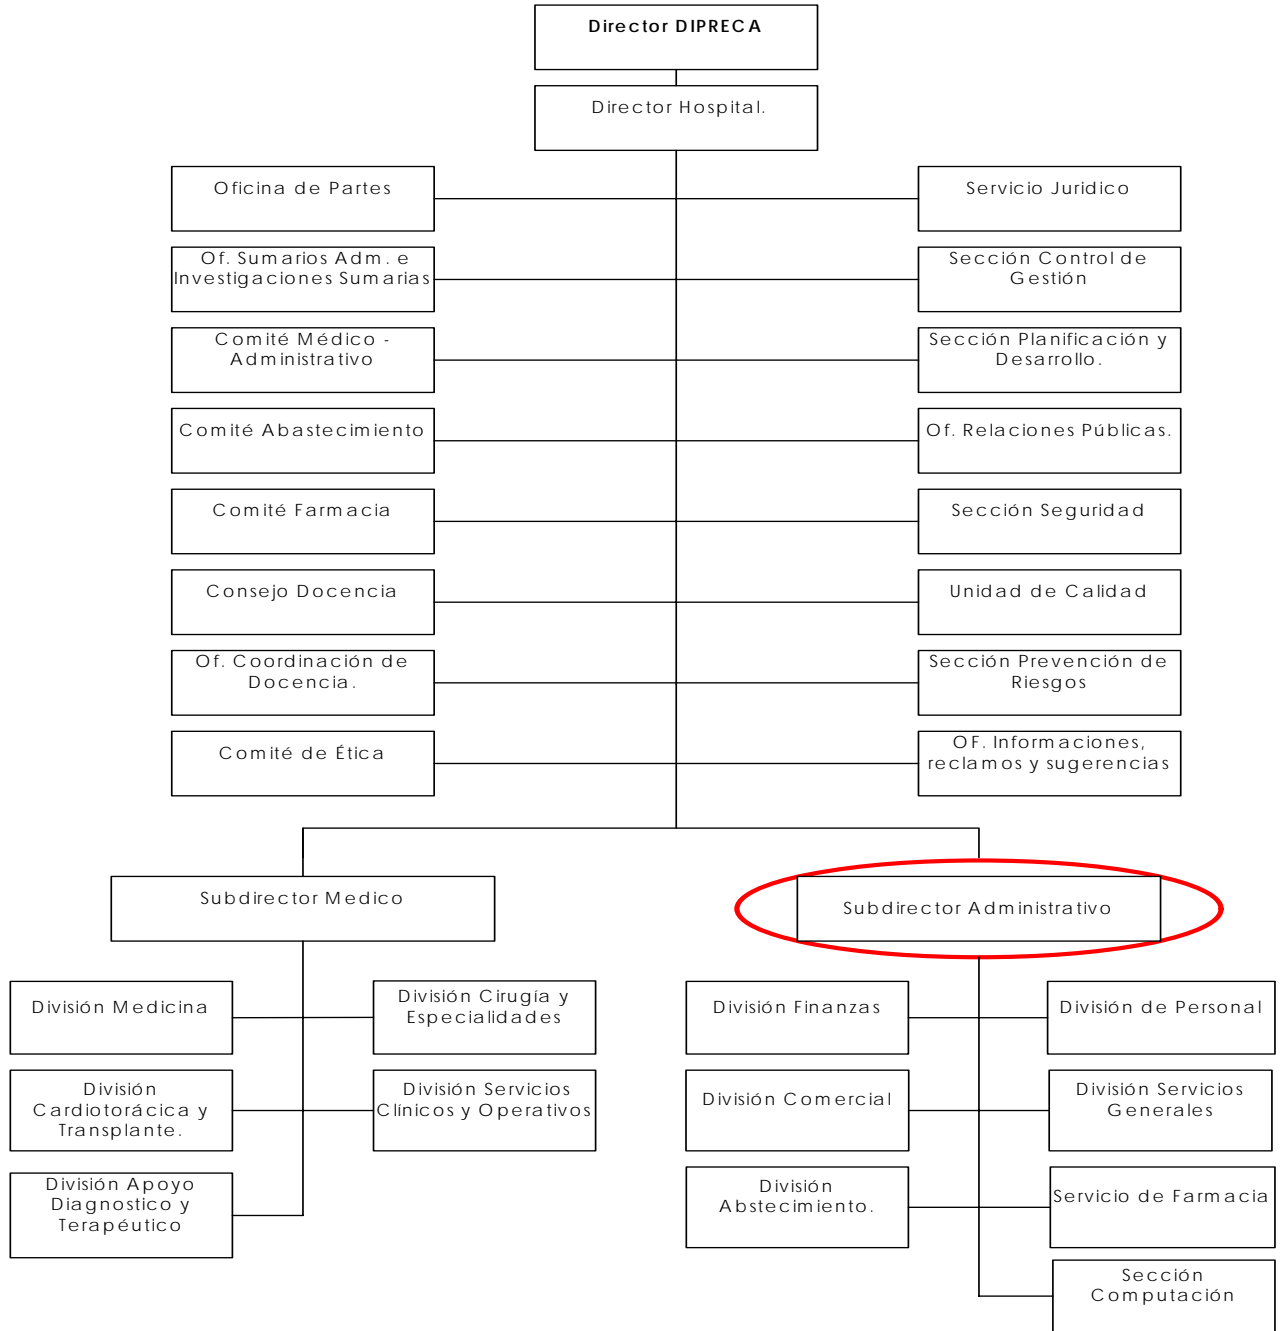 Director DIPRECA
Director Hospital.
Oficina de Partes
Servicio Juridico
Of. Sumarios Adm. e
Investigaciones Sumarias
Sección Control de
Gestión
Comité Médico -
Administrativo
Sección Planificación y
Desarrollo.
Comité Abastecimiento
Of. Relaciones Públicas.
Comité Farmacia
Sección Seguridad
Consejo Docencia
Unidad de Calidad
Of. Coordinación de
Docencia.
Sección Prevención de
Riesgos
Comité de Ética
OF. Informaciones,
reclamos y sugerencias
Subdirector Medico
Subdirector Administrativo
División Medicina
División Cirugía y
Especialidades
División
Cardiotorácica y
Transplante.
División Servicios
Clínicos y Operativos
División Apoyo
Diagnostico y
Terapéutico
División Finanzas
División de Personal
División Comercial
División Servicios
Generales
División
Abstecimiento.
Servicio de Farmacia
Sección
Computación